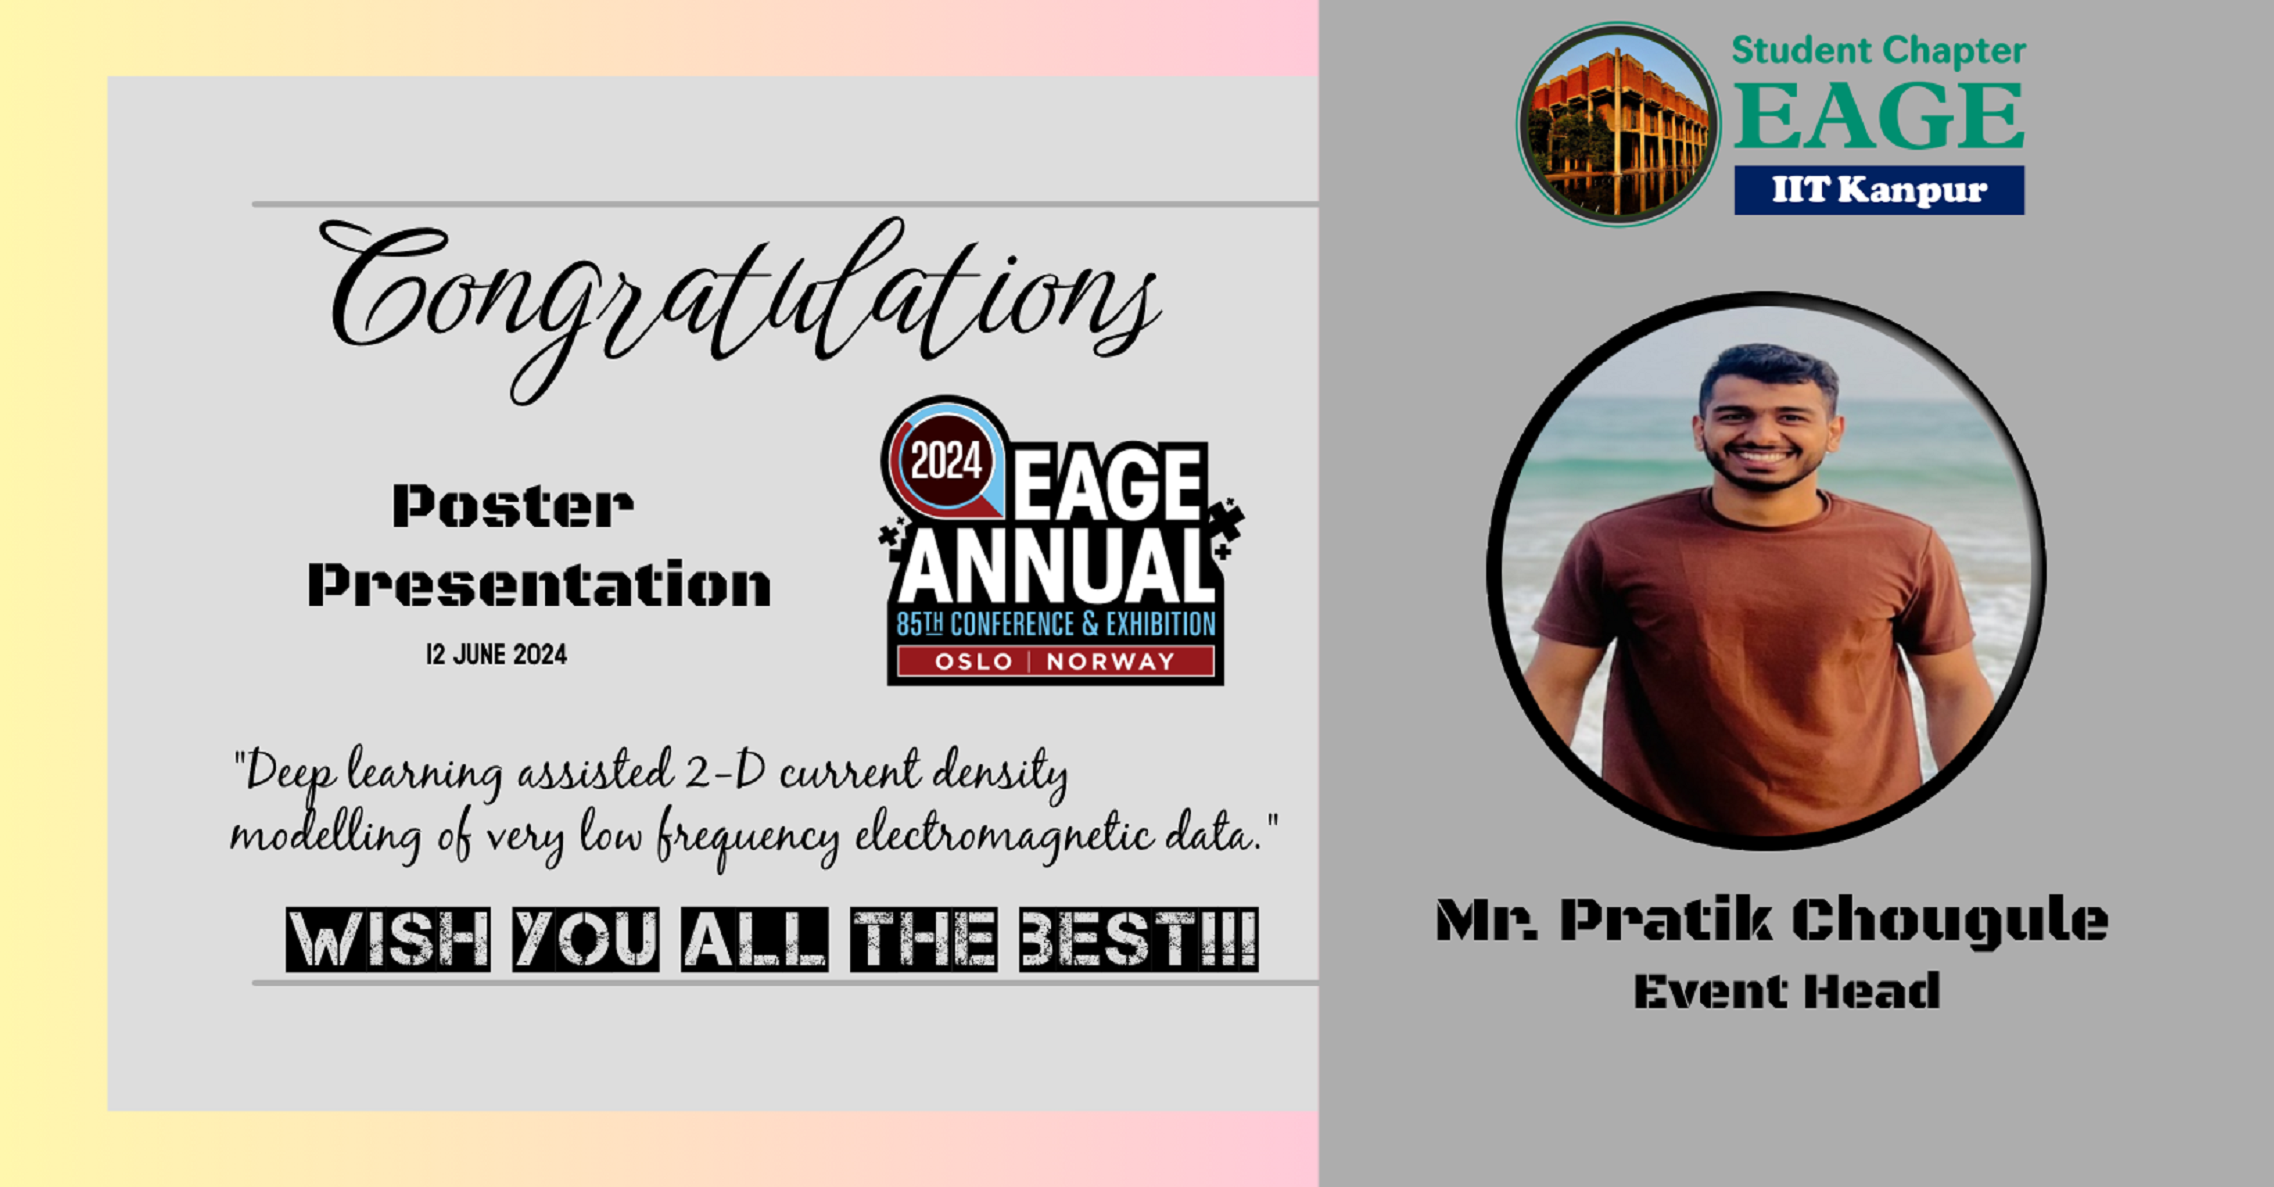 Congratulations
Poster
Presentation
12 JUNE 2024
2024
EAGE
ANNUAL
85TH CONFERENCE & EXHIBITION
OSLO | NORWAY
"Deep learning assisted 2-D current density
modelling of very low frequency electromagnetic data."
WISH YOU ALL THE BEST!!!
Student Chapter
EAGE
IIT Kanpur
Mr. Pratik Chougule
Event Head